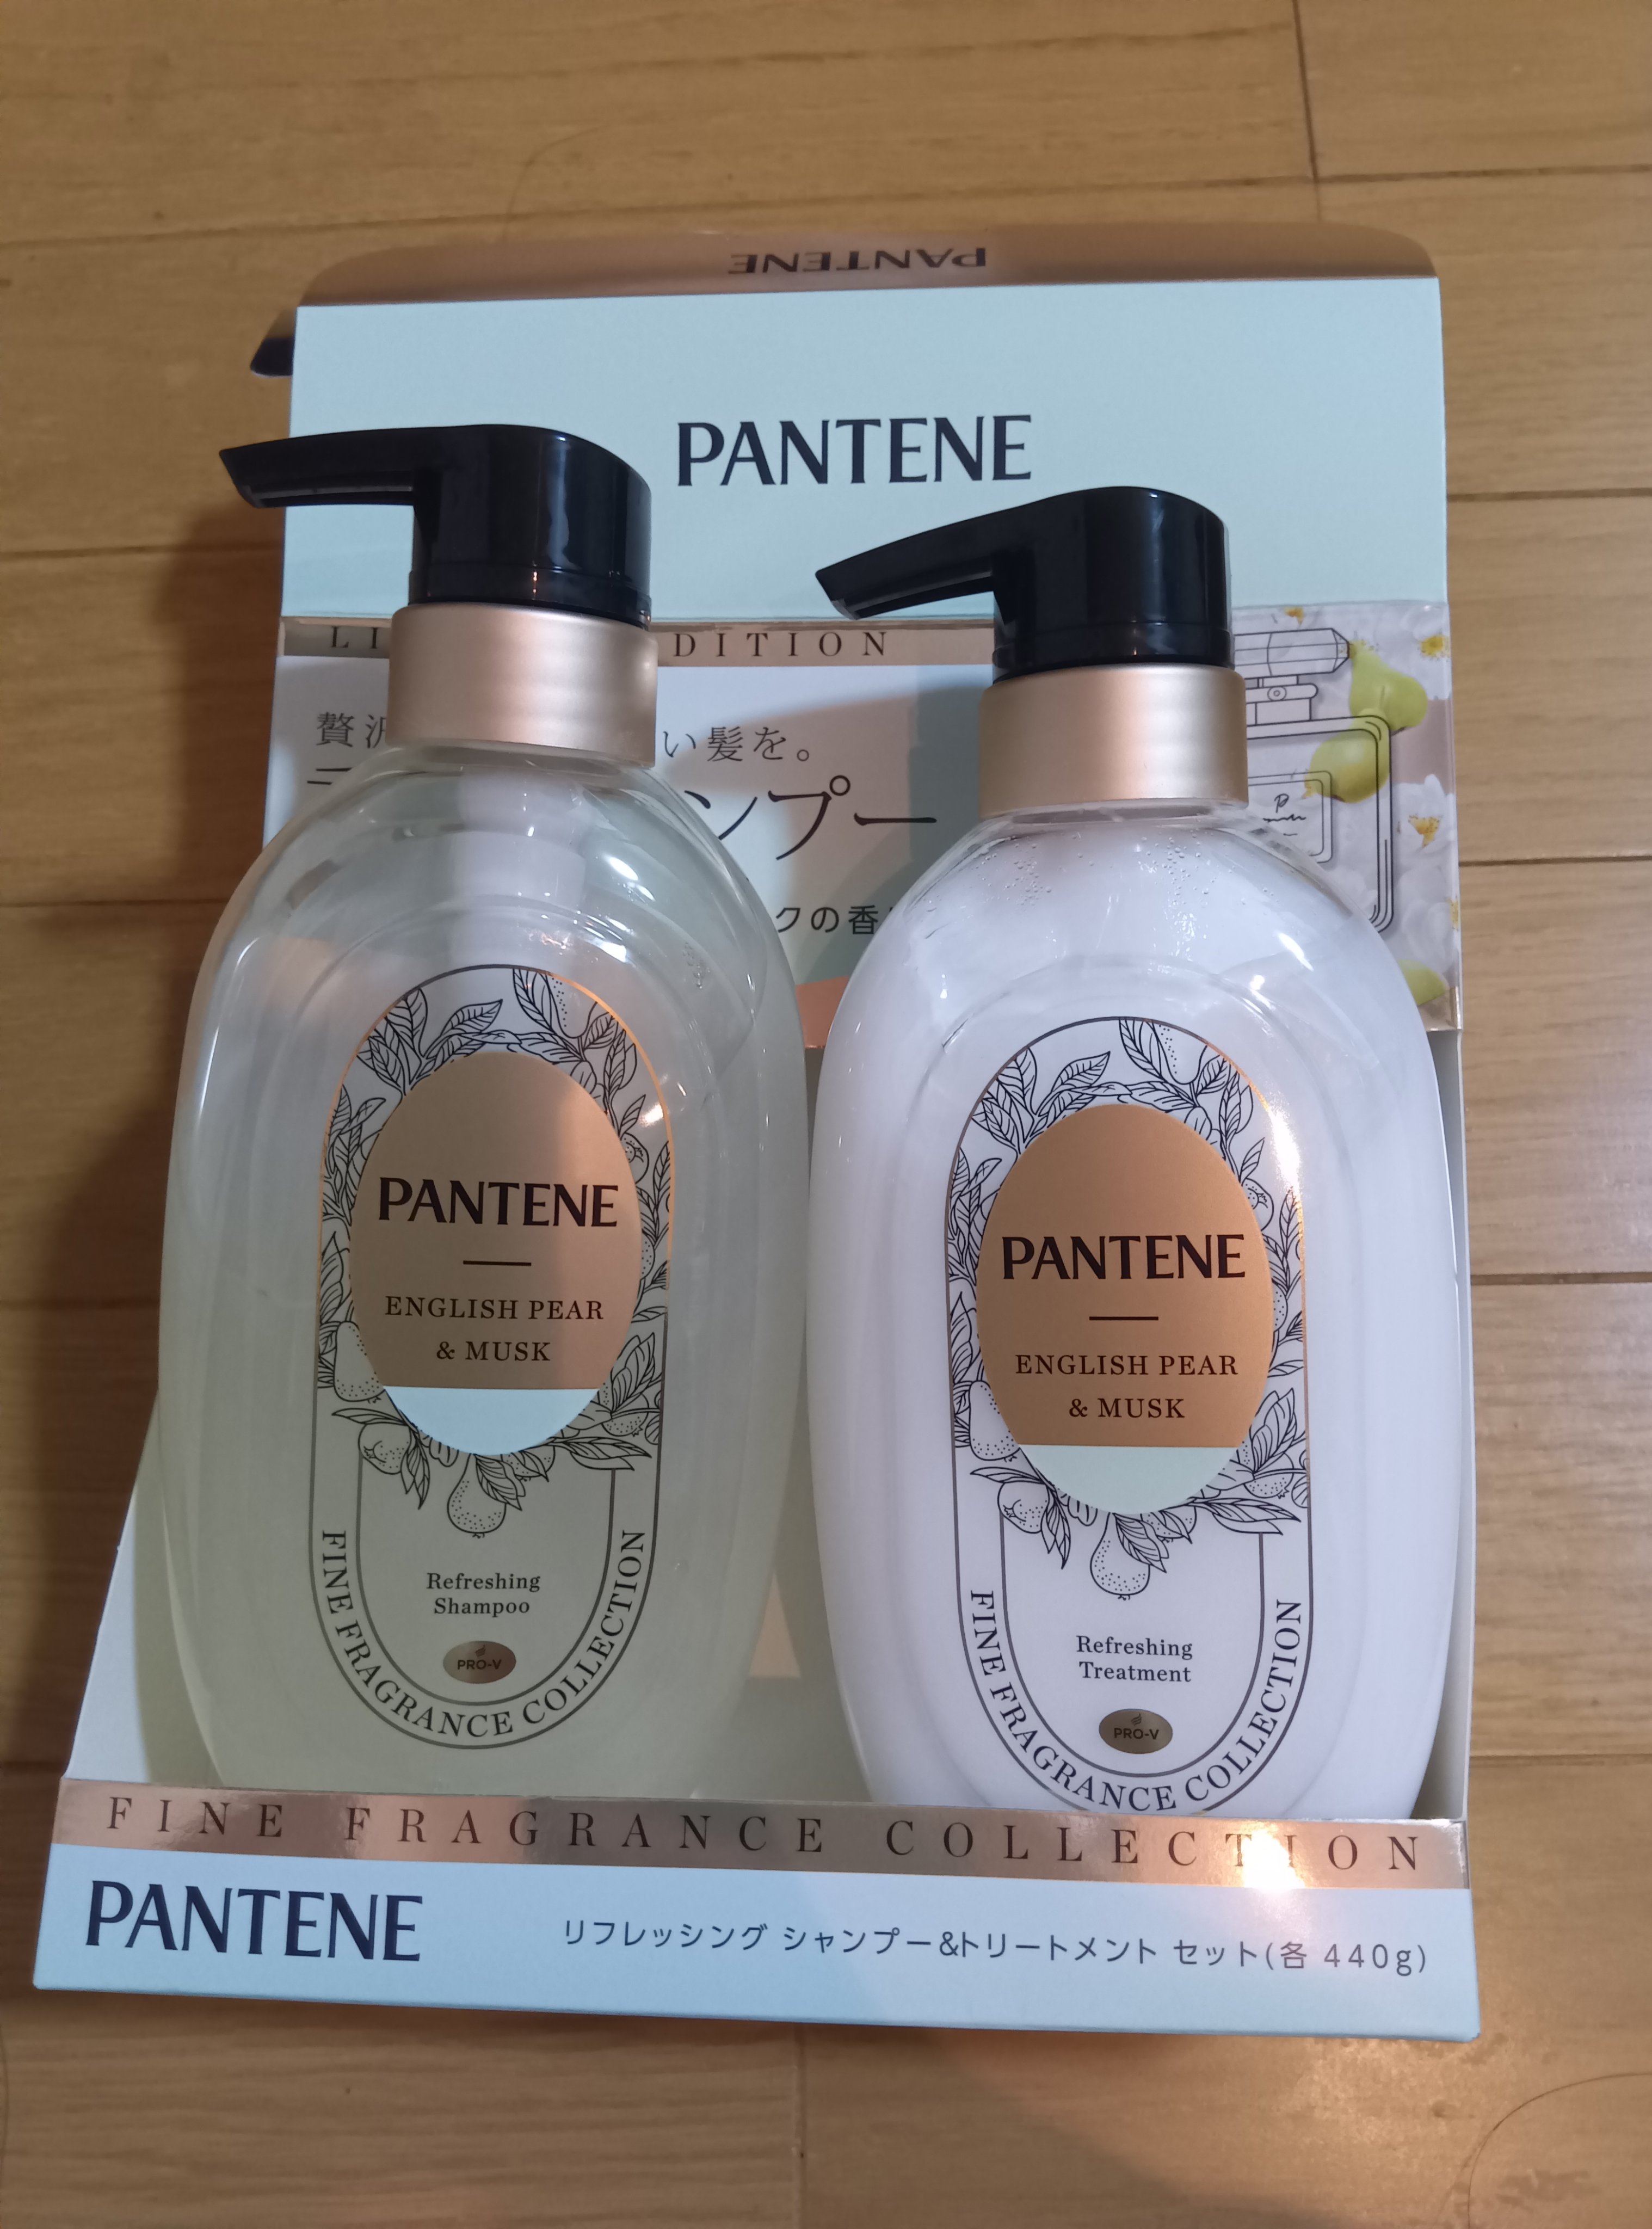 PANTENE
PANTENE
DITION
い髪を。
ンプー
クの香
PANTENE
ENGLISH PEAR
& MUSK
Refreshing
Shampoo
PRO-V
FINE FRAGRANCE COLLECTION
PANTENE
ENGLISH PEAR
& MUSK
Refreshing
Treatment
PRO-V
FINE FRAGRANCE COLLECTION
FINE FRAGRANCE COLLECTION
PANTENE
リフレッシング シャンプー&トリートメント セット(各 440g)